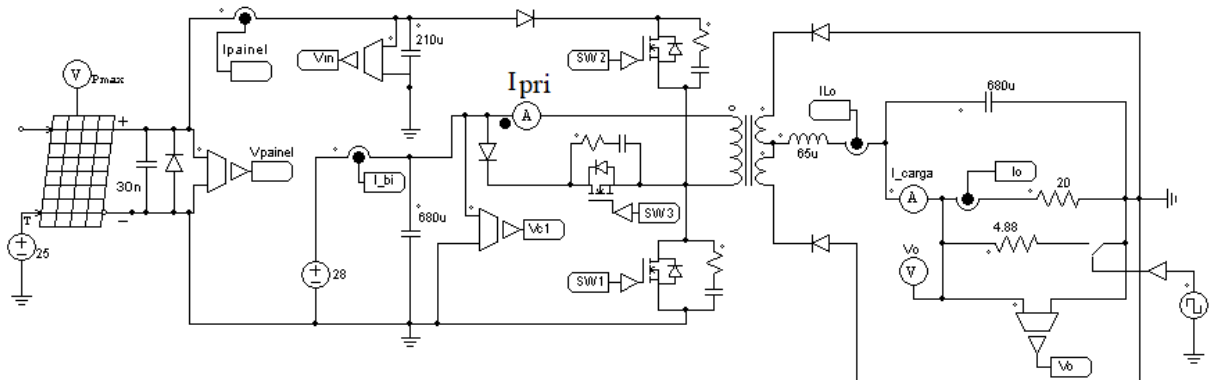 Ipainel
Vin
210u
SW2
V
Pmax
Ipri
A
ILo
680u
65u
+
Vpainel
30n
I_bi
T
−
25
680u
28
Vc1
SW3
SW1
I_carga
A
Io
20
4.88
Vo
V
Vo